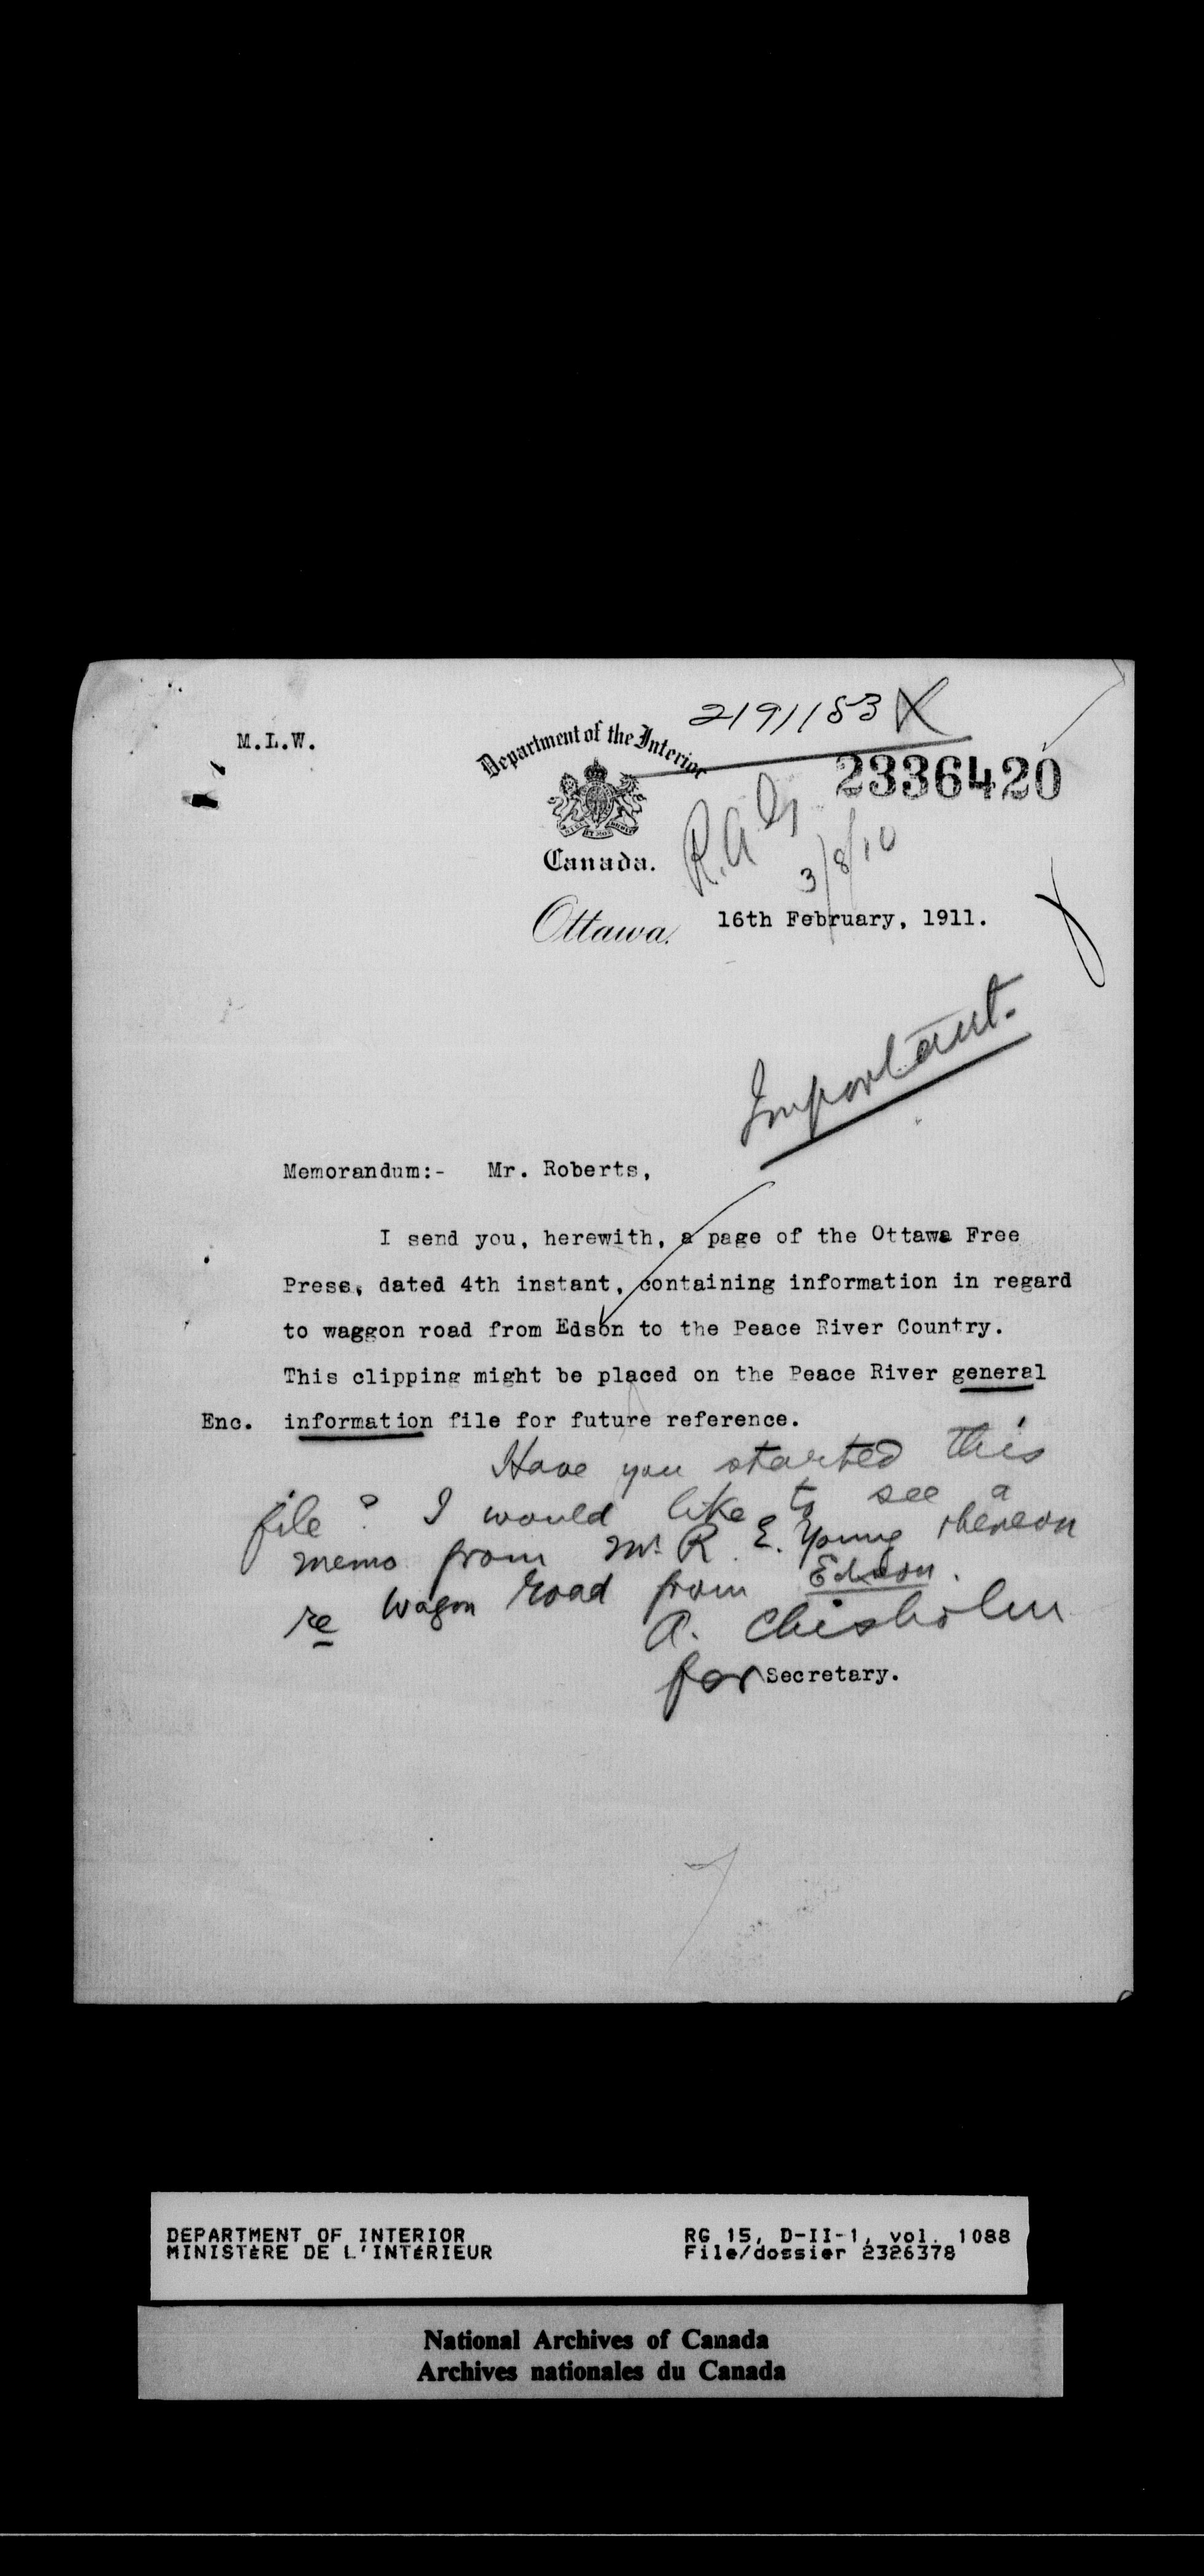 2191183 X
M.L.W.
Department of the Interior
2336420
Canada.
3/8/10
Ottawa, 16th February, 1911.
Important.
Memorandum:- Mr. Roberts,
I send you, herewith, a page of the Ottawa Free
Press, dated 4th instant, containing information in regard
to waggon road from Edson to the Peace River Country.
This clipping might be placed on the Peace River general
Enc. information file for future reference.
Have you started this
file? I would like to see a
memo from Mr. R. E. Young thereon
re wagon road from Edson.
A. Chisholm
for Secretary.
DEPARTMENT OF INTERIOR RG 15, D-II-1, vol. 1088
MINISTÈRE DE L'INTÉRIEUR File/dossier 2326378
National Archives of Canada
Archives nationales du Canada